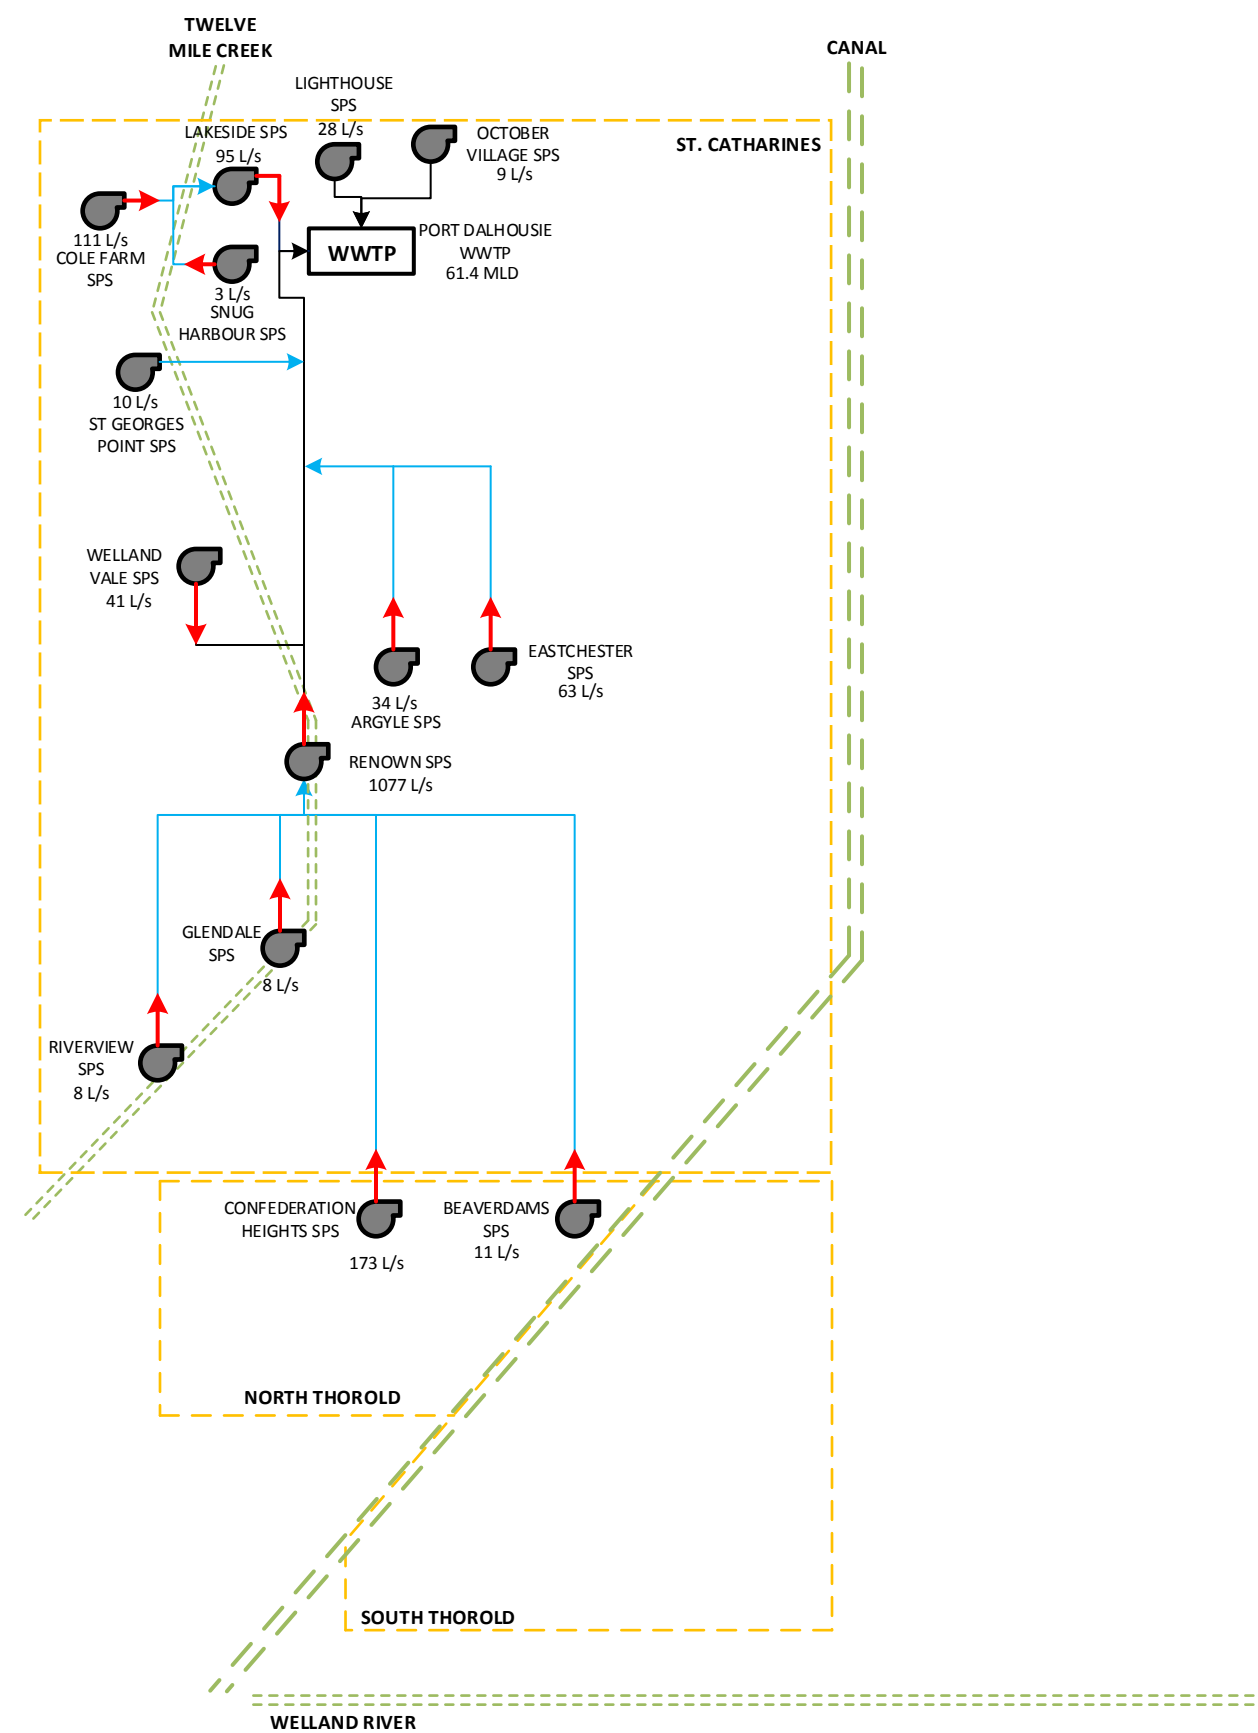 TWELVE
MILE CREEK
CANAL
LIGHTHOUSE
SPS
28 L/s
OCTOBER
VILLAGE SPS
9 L/s
ST. CATHARINES
LAKESIDE SPS
95 L/s
111 L/s
COLE FARM
SPS
WWTP
PORT DALHOUSIE
WWTP
61.4 MLD
3 L/s
SNUG
HARBOUR SPS
10 L/s
ST GEORGES
POINT SPS
WELLAND
VALE SPS
41 L/s
34 L/s
ARGYLE SPS
EASTCHESTER
SPS
63 L/s
RENOWN SPS
1077 L/s
GLENDALE
SPS
8 L/s
RIVERVIEW
SPS
8 L/s
CONFEDERATION
HEIGHTS SPS
173 L/s
BEAVERDAMS
SPS
11 L/s
NORTH THOROLD
SOUTH THOROLD
WELLAND RIVER